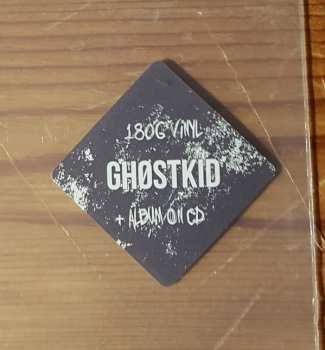 180G ViNYL
GHØSTKID
+ ALBUM ON CD